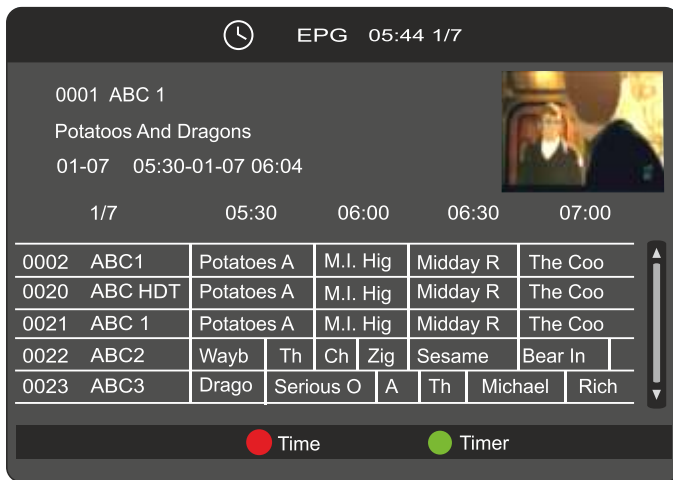 EPG 05:44 1/7
0001 ABC 1
Potatoos And Dragons
01-07 05:30-01-07 06:04
1/7 05:30 06:00 06:30 07:00
0002 ABC1 Potatoes A M.I. Hig Midday R The Coo
0020 ABC HDT Potatoes A M.I. Hig Midday R The Coo
0021 ABC 1 Potatoes A M.I. Hig Midday R The Coo
0022 ABC2 Wayb Th Ch Zig Sesame Bear In
0023 ABC3 Drago Serious O A Th Michael Rich
Time Timer